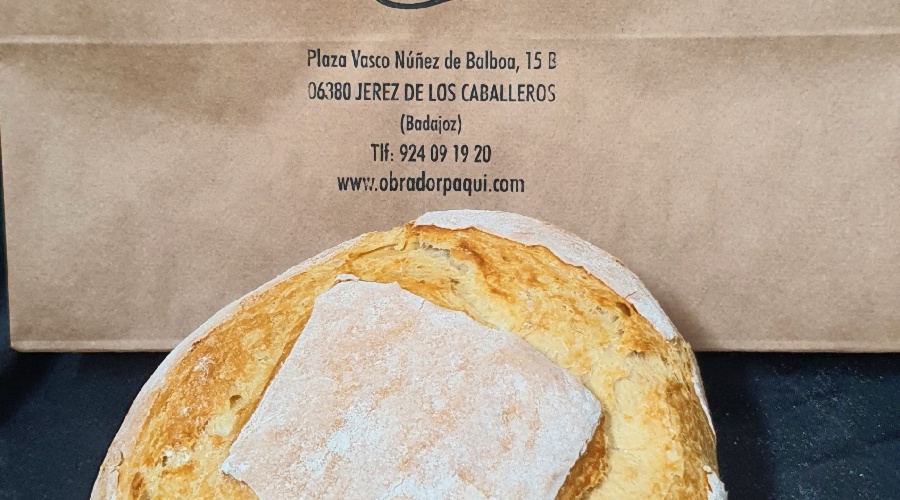 Plaza Vasco Núñez de Balboa, 15 B
06380 JEREZ DE LOS CABALLEROS
(Badajoz)
Tlf: 924 09 19 20
www.obradorpaqui.com